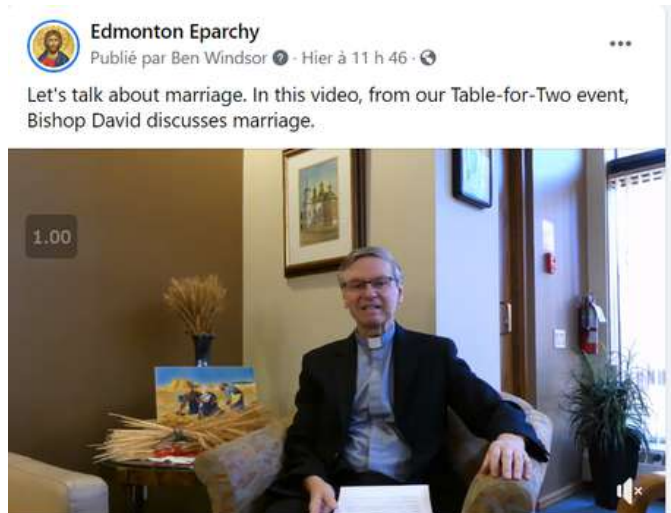 Edmonton Eparchy
Publié par Ben Windsor · Hier à 11 h 46 ·
Let's talk about marriage. In this video, from our Table-for-Two event,
Bishop David discusses marriage.
1.00